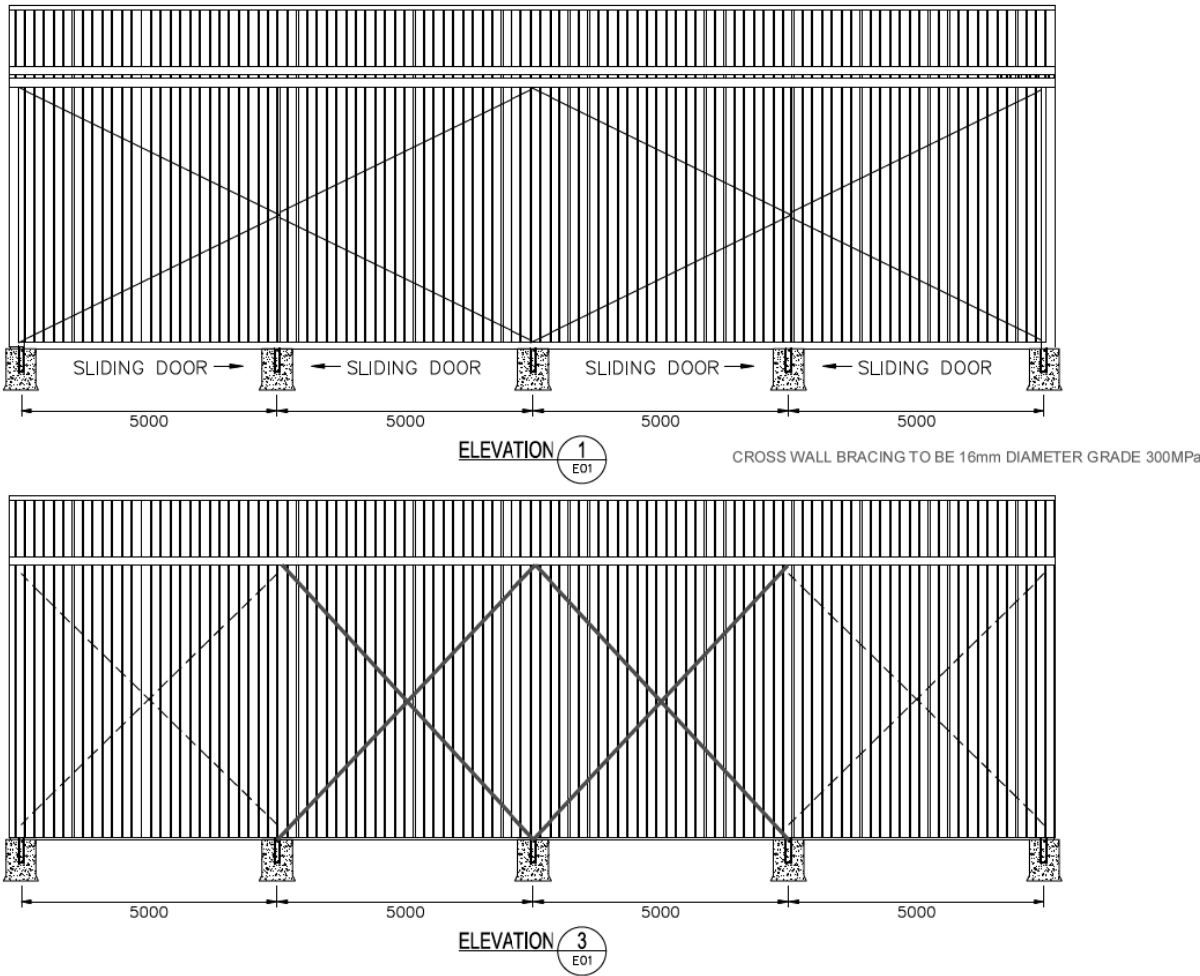 SLIDING DOOR
SLIDING DOOR
SLIDING DOOR
SLIDING DOOR
5000
5000
5000
5000
ELEVATION 1
E01
CROSS WALL BRACING TO BE 16mm DIAMETER GRADE 300MPa
5000
5000
5000
5000
ELEVATION 3
E01